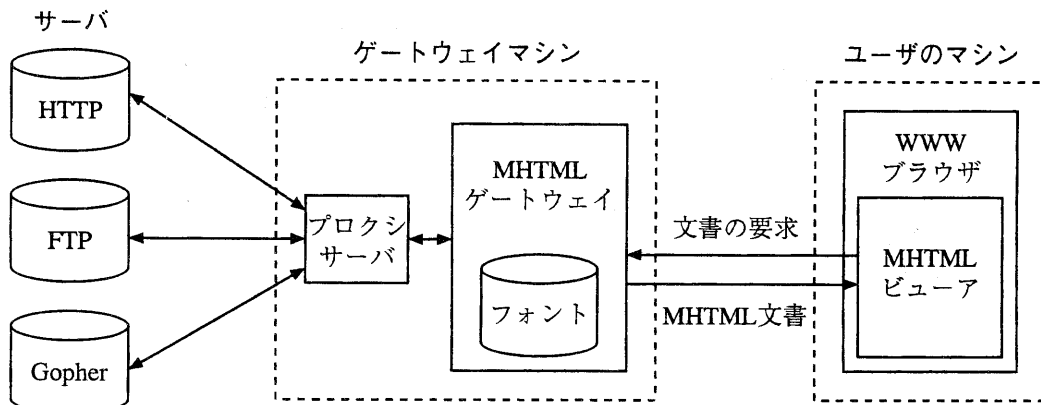 サーバ
HTTP
FTP
Gopher
ゲートウェイマシン
プロクシ
サーバ
MHTML
ゲートウェイ
フォント
文書の要求
MHTML文書
ユーザのマシン
WWW
ブラウザ
MHTML
ビューア